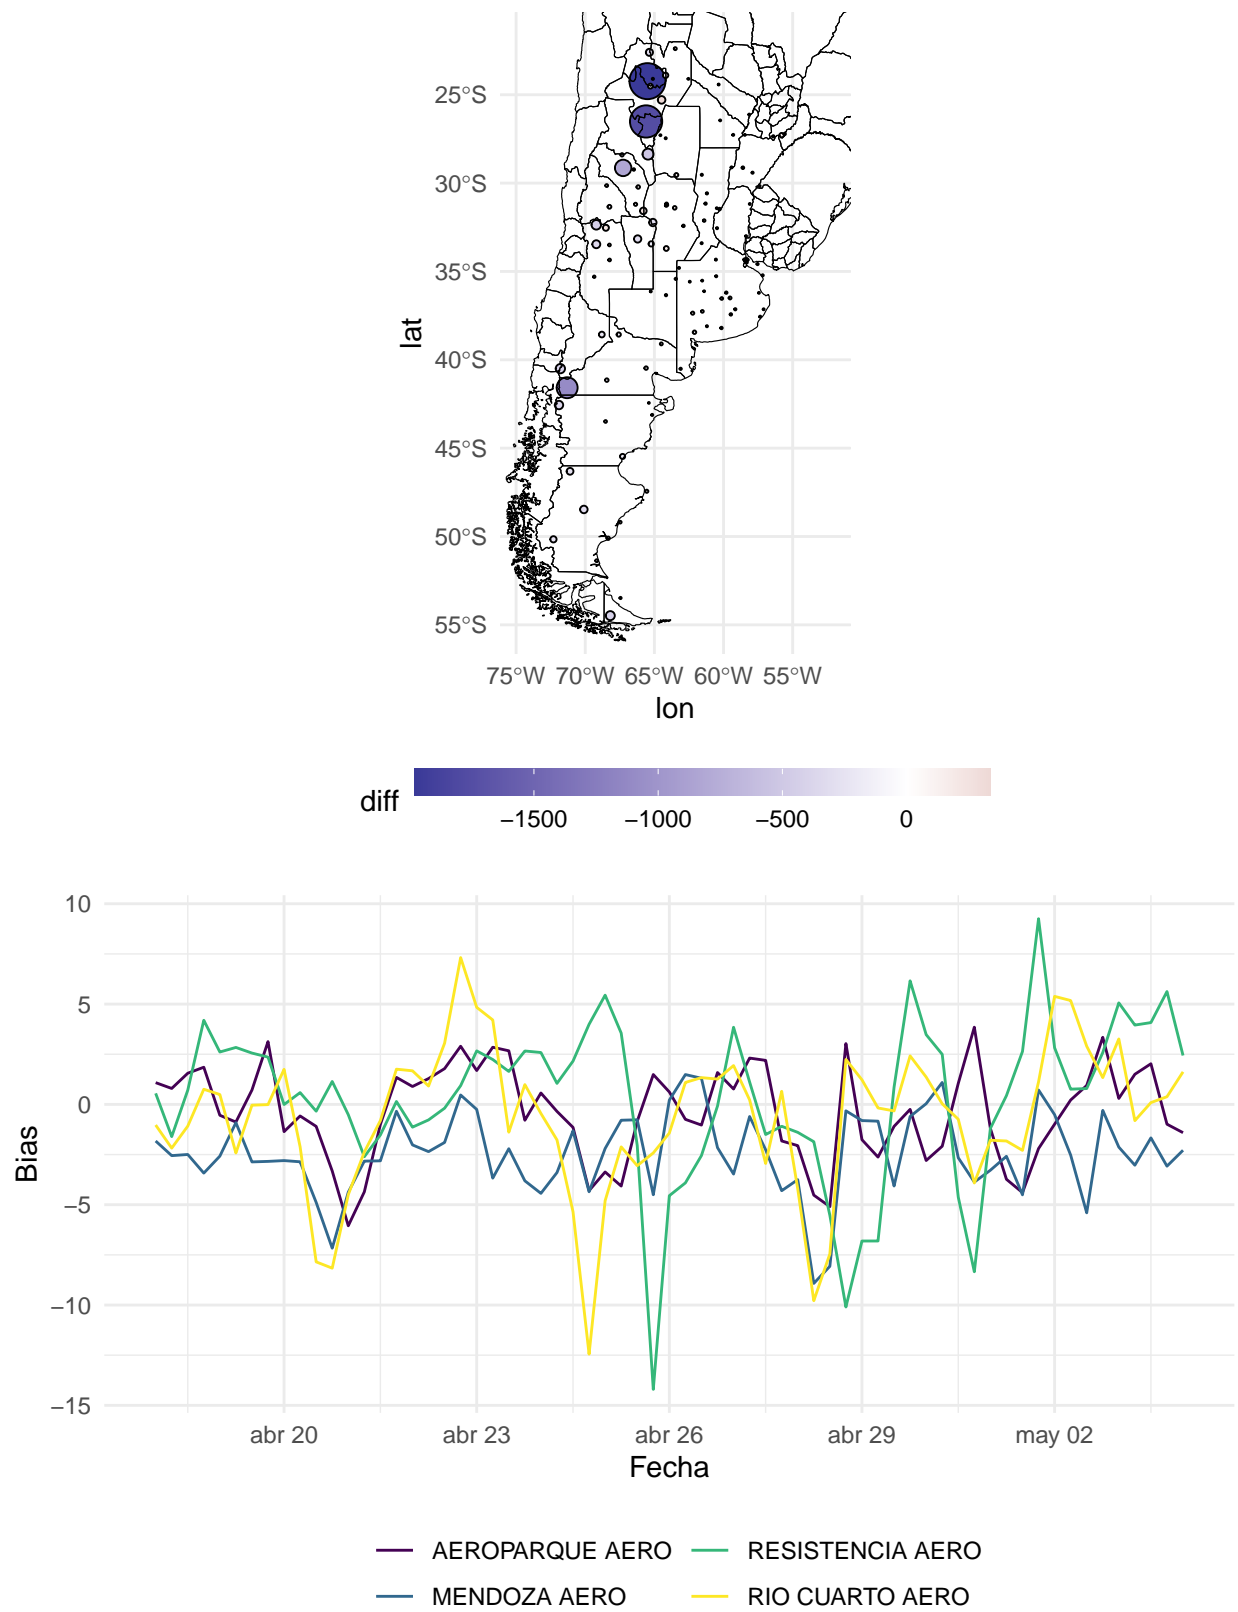 25°S
30°S
35°S
40°S
45°S
50°S
55°S
lat
75°W 70°W 65°W 60°W 55°W
lon
diff
−1500 −1000 −500 0
10
5
0
−5
−10
−15
Bias
abr 20 abr 23 abr 26 abr 29 may 02
Fecha
AEROPARQUE AERO RESISTENCIA AERO
MENDOZA AERO RIO CUARTO AERO